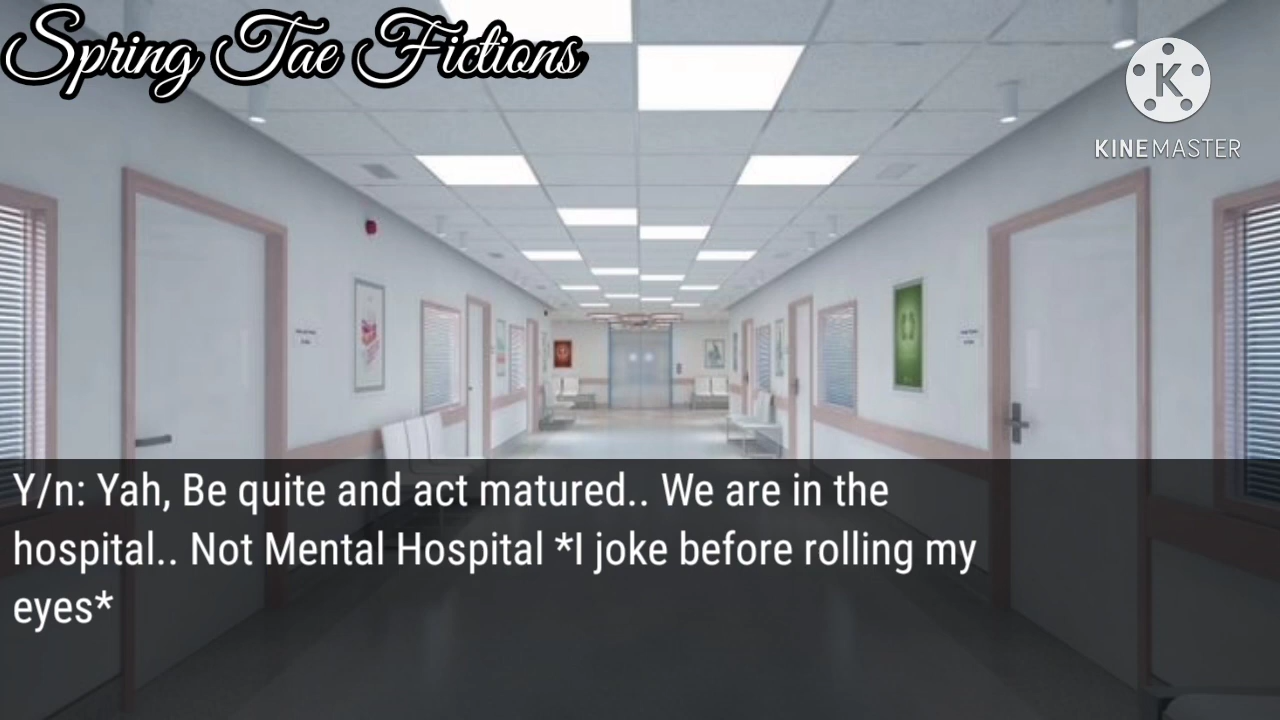 Spring Tae Fictions
K
KINEMASTER
Y/n: Yah, Be quite and act matured.. We are in the
hospital.. Not Mental Hospital *I joke before rolling my
eyes*